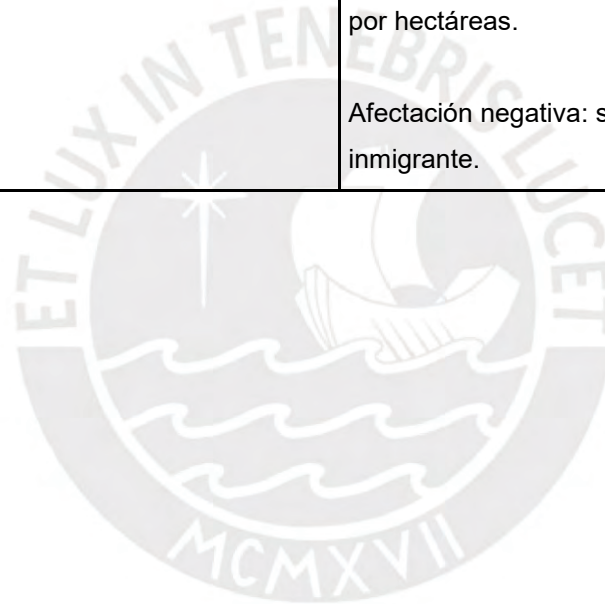 por hectáreas.
Afectación negativa: s
inmigrante.
ET LUX IN TENEBRIS LUCET
MCMXVII